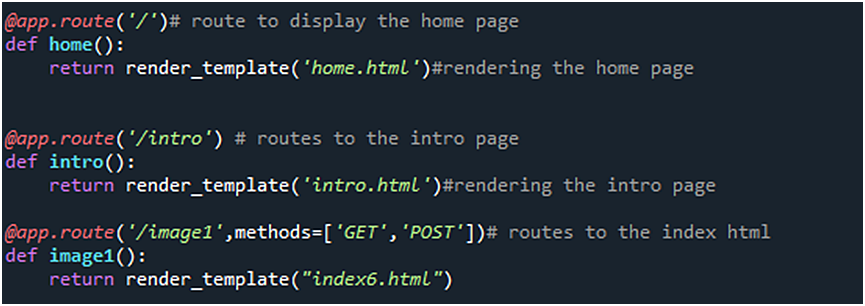 @app.route('/')# route to display the home page
def home():
    return render_template('home.html')#rendering the home page
@app.route('/intro') # routes to the intro page
def intro():
    return render_template('intro.html')#rendering the intro page
@app.route('/image1',methods=['GET','POST'])# routes to the index html
def image1():
    return render_template("index6.html")